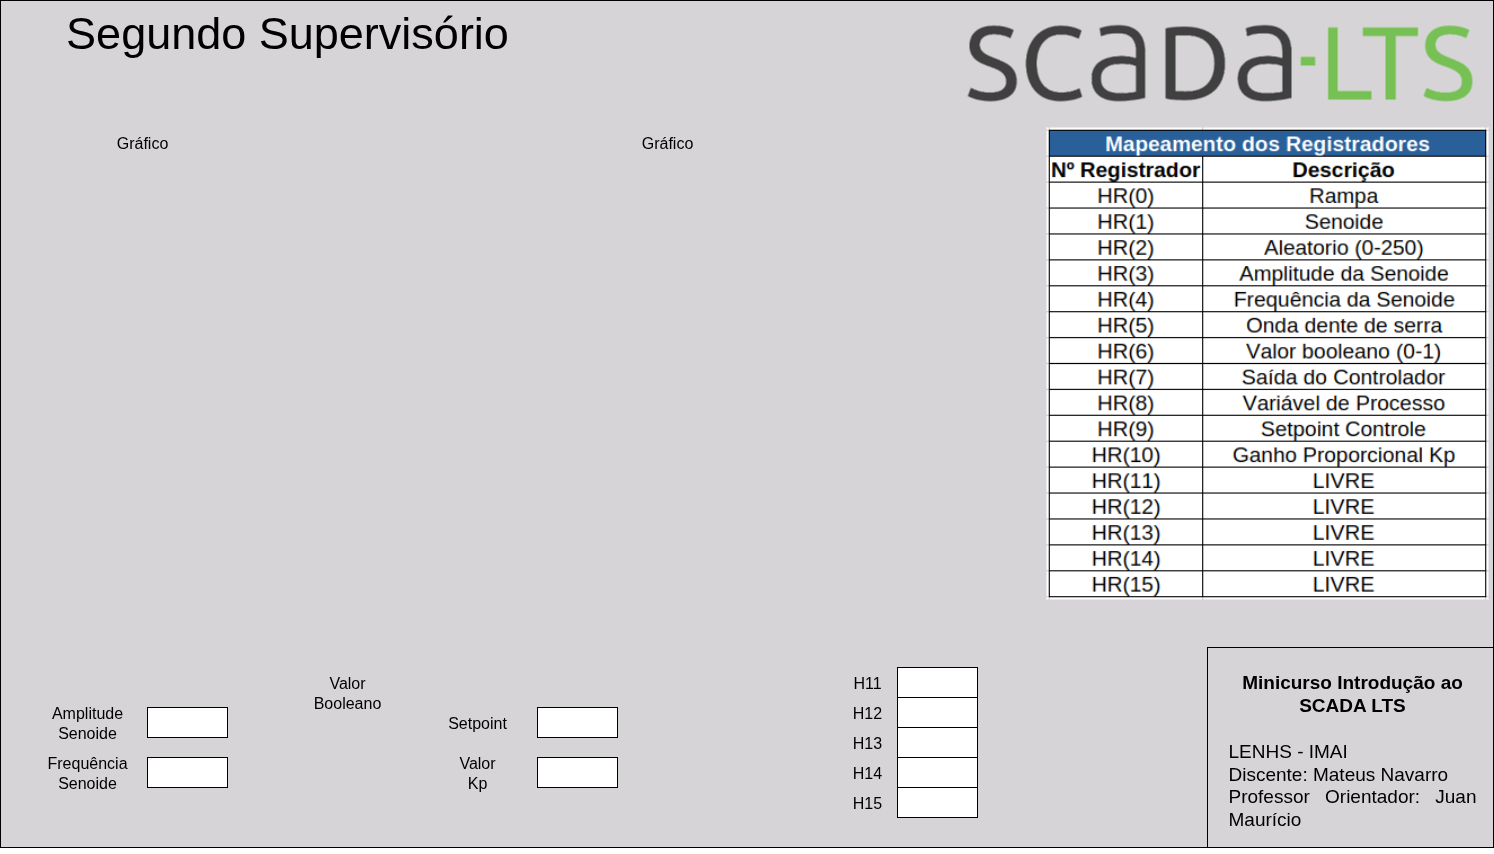 Segundo Supervisório
SCADA-LTS
Gráfico
Gráfico
Mapeamento dos Registradores
Nº Registrador Descrição
HR(0) Rampa
HR(1) Senoide
HR(2) Aleatorio (0-250)
HR(3) Amplitude da Senoide
HR(4) Frequência da Senoide
HR(5) Onda dente de serra
HR(6) Valor booleano (0-1)
HR(7) Saída do Controlador
HR(8) Variável de Processo
HR(9) Setpoint Controle
HR(10) Ganho Proporcional Kp
HR(11) LIVRE
HR(12) LIVRE
HR(13) LIVRE
HR(14) LIVRE
HR(15) LIVRE
Amplitude
Senoide
Frequência
Senoide
Valor
Booleano
Setpoint
Valor
Kp
H11
H12
H13
H14
H15
Minicurso Introdução ao
SCADA LTS
LENHS - IMAI
Discente: Mateus Navarro
Professor Orientador: Juan
Maurício